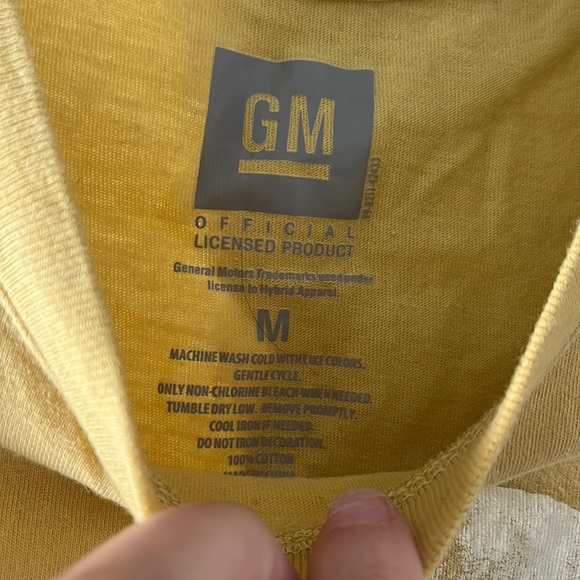 GM
OFFICIAL
LICENSED PRODUCT
General Motors Trademarks used under
license to Hybrid Apparel.
M
MACHINE WASH COLD WITH LIKE COLORS.
GENTLE CYCLE.
ONLY NON-CHLORINE BLEACH WHEN NEEDED.
TUMBLE DRY LOW. REMOVE PROMPTLY.
COOL IRON IF NEEDED.
DO NOT IRON DECORATION.
100% COTTON
MADE IN